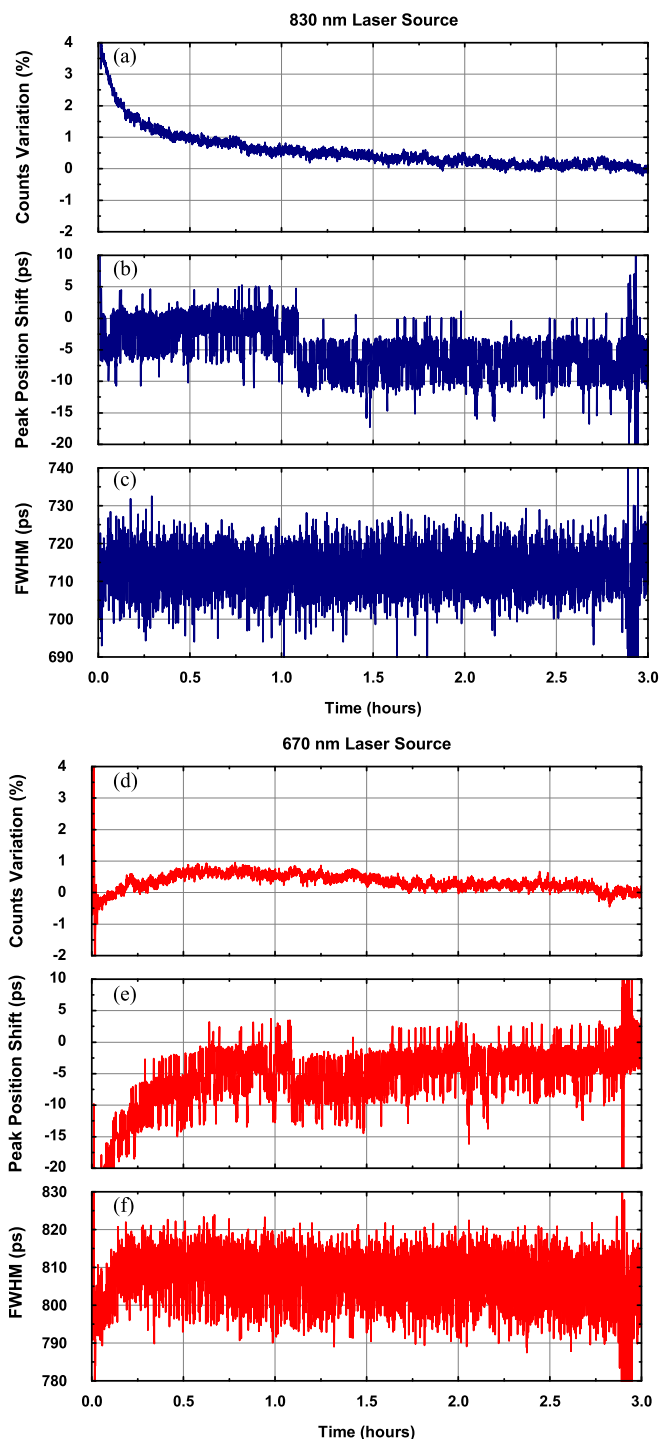 830 nm Laser Source
(a)
Counts Variation (%)
4
3
2
1
0
-1
-2
(b)
Peak Position Shift (ps)
10
5
0
-5
-10
-15
-20
(c)
FWHM (ps)
740
730
720
710
700
690
0.0 0.5 1.0 1.5 2.0 2.5 3.0
Time (hours)
670 nm Laser Source
(d)
Counts Variation (%)
4
3
2
1
0
-1
-2
(e)
Peak Position Shift (ps)
10
5
0
-5
-10
-15
-20
(f)
FWHM (ps)
830
820
810
800
790
780
0.0 0.5 1.0 1.5 2.0 2.5 3.0
Time (hours)